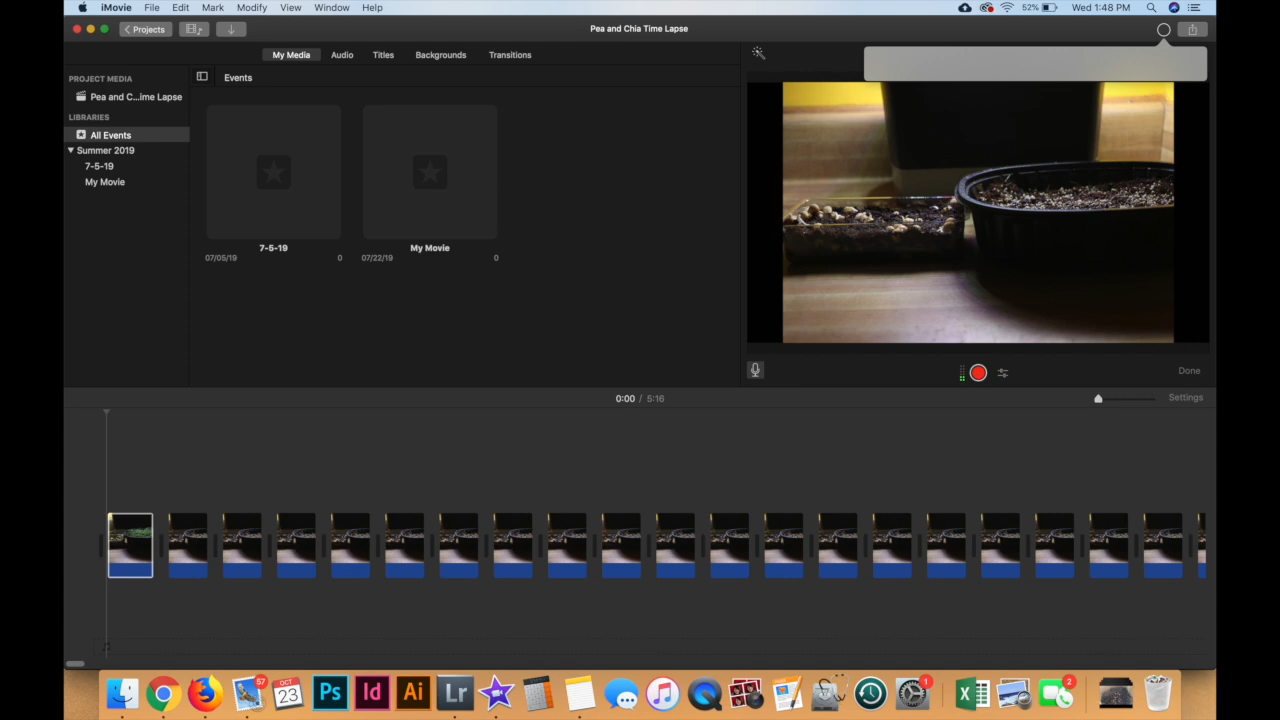 iMovie File Edit Mark Modify View Window Help 52% Wed 1:48 PM
Projects Pea and Chia Time Lapse
My Media Audio Titles Backgrounds Transitions
PROJECT MEDIA
Pea and C...ime Lapse
LIBRARIES
All Events
Summer 2019
7-5-19
My Movie
Events
7-5-19
07/05/19 0
My Movie
07/22/19 0
Done
0:00 / 5:16 Settings
57
OCT
23
Ps
Id
Ai
Lr
1
2